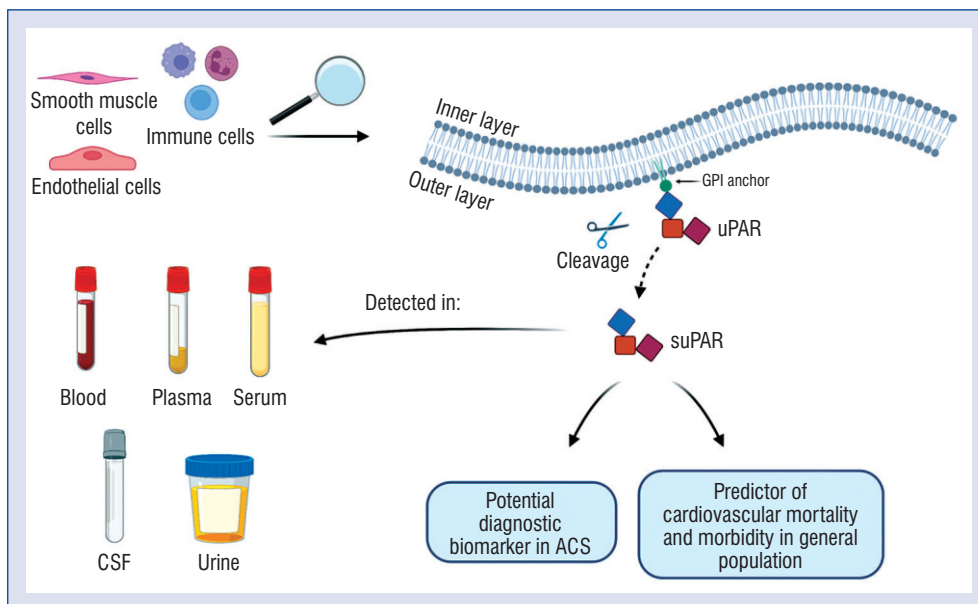 Smooth muscle
cells
Immune cells
Endothelial cells
Inner layer
Outer layer
GPI anchor
uPAR
Cleavage
suPAR
Detected in:
Blood
Plasma
Serum
CSF
Urine
Potential
diagnostic
biomarker in ACS
Predictor of
cardiovascular mortality
and morbidity in general
population